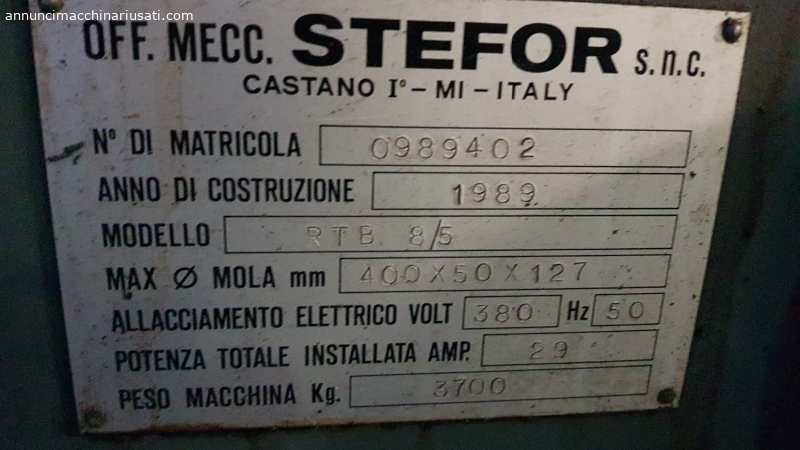 annuncimacchinariusati.com
OFF. MECC. STEFOR s.n.c.
CASTANO I° - MI - ITALY
N° DI MATRICOLA 0989402
ANNO DI COSTRUZIONE 1989
MODELLO RTB 8/5
MAX Ø MOLA mm 400X50X127
ALLACCIAMENTO ELETTRICO VOLT 380 Hz 50
POTENZA TOTALE INSTALLATA AMP. 29
PESO MACCHINA Kg. 3700